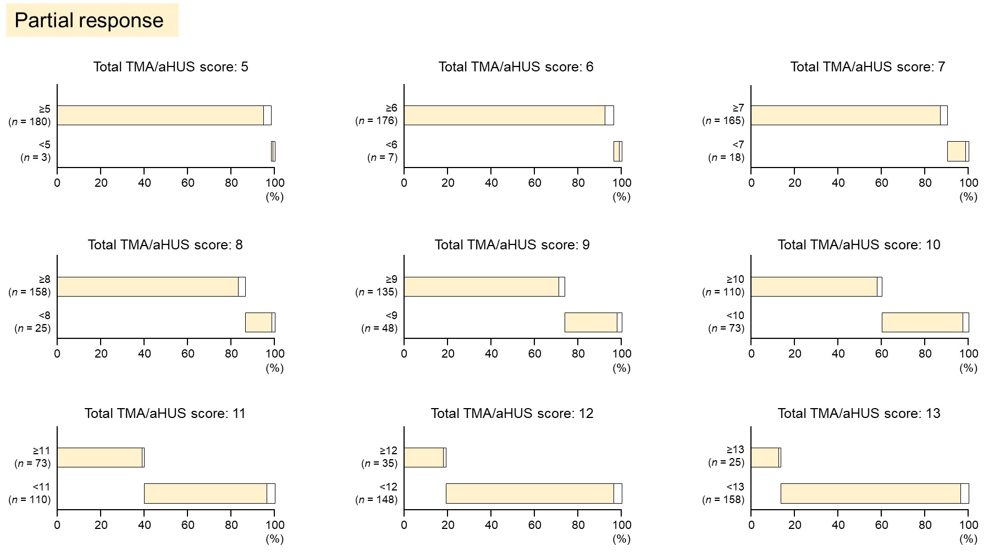 Partial response
Total TMA/aHUS score: 5
≥5
(n = 180)
<5
(n = 3)
0 20 40 60 80 100
(%)
Total TMA/aHUS score: 6
≥6
(n = 176)
<6
(n = 7)
0 20 40 60 80 100
(%)
Total TMA/aHUS score: 7
≥7
(n = 165)
<7
(n = 18)
0 20 40 60 80 100
(%)
Total TMA/aHUS score: 8
≥8
(n = 158)
<8
(n = 25)
0 20 40 60 80 100
(%)
Total TMA/aHUS score: 9
≥9
(n = 135)
<9
(n = 48)
0 20 40 60 80 100
(%)
Total TMA/aHUS score: 10
≥10
(n = 110)
<10
(n = 73)
0 20 40 60 80 100
(%)
Total TMA/aHUS score: 11
≥11
(n = 73)
<11
(n = 110)
0 20 40 60 80 100
(%)
Total TMA/aHUS score: 12
≥12
(n = 35)
<12
(n = 148)
0 20 40 60 80 100
(%)
Total TMA/aHUS score: 13
≥13
(n = 25)
<13
(n = 158)
0 20 40 60 80 100
(%)